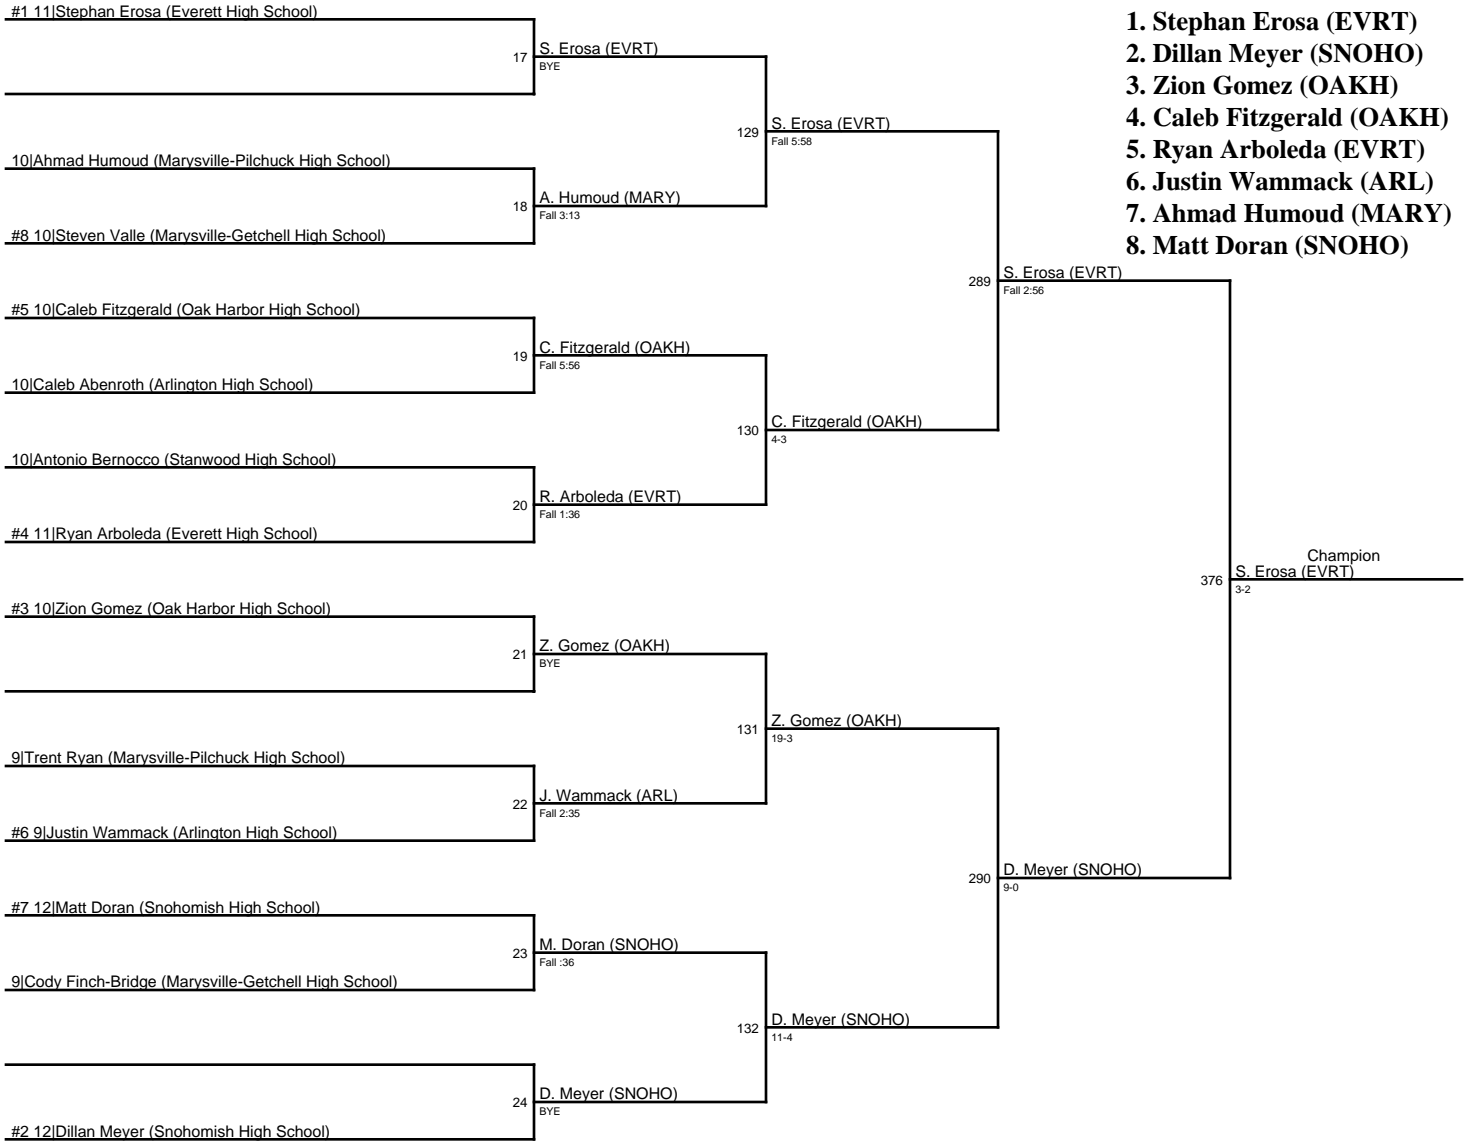 #1 11|Stephan Erosa (Everett High School)
17
S. Erosa (EVRT)
BYE
10|Ahmad Humoud (Marysville-Pilchuck High School)
18
A. Humoud (MARY)
Fall 3:13
#8 10|Steven Valle (Marysville-Getchell High School)
129
S. Erosa (EVRT)
Fall 5:58
#5 10|Caleb Fitzgerald (Oak Harbor High School)
19
C. Fitzgerald (OAKH)
Fall 5:56
10|Caleb Abenroth (Arlington High School)
130
C. Fitzgerald (OAKH)
4-3
10|Antonio Bernocco (Stanwood High School)
20
R. Arboleda (EVRT)
Fall 1:36
#4 11|Ryan Arboleda (Everett High School)
289
S. Erosa (EVRT)
Fall 2:56
#3 10|Zion Gomez (Oak Harbor High School)
21
Z. Gomez (OAKH)
BYE
131
Z. Gomez (OAKH)
19-3
9|Trent Ryan (Marysville-Pilchuck High School)
22
J. Wammack (ARL)
Fall 2:35
#6 9|Justin Wammack (Arlington High School)
290
D. Meyer (SNOHO)
9-0
#7 12|Matt Doran (Snohomish High School)
23
M. Doran (SNOHO)
Fall :36
9|Cody Finch-Bridge (Marysville-Getchell High School)
132
D. Meyer (SNOHO)
11-4
24
D. Meyer (SNOHO)
BYE
#2 12|Dillan Meyer (Snohomish High School)
376
Champion
S. Erosa (EVRT)
3-2
1. Stephan Erosa (EVRT)
2. Dillan Meyer (SNOHO)
3. Zion Gomez (OAKH)
4. Caleb Fitzgerald (OAKH)
5. Ryan Arboleda (EVRT)
6. Justin Wammack (ARL)
7. Ahmad Humoud (MARY)
8. Matt Doran (SNOHO)